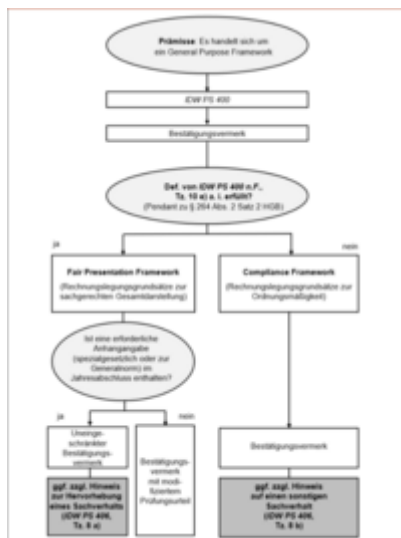 Prämisse: Es handelt sich um
ein General Purpose Framework
IDW PS 400
Bestätigungsvermerk
Def. von IDW PS 400 n.F.,
Tz. 10 e) a. i. erfüllt?
(Pendant zu § 264 Abs. 2 Satz 2 HGB)
ja
nein
Fair Presentation Framework
(Rechnungslegungsgrundsätze zur
sachgerechten Gesamtdarstellung)
Compliance Framework
(Rechnungslegungsgrundsätze zur
Ordnungsmäßigkeit)
Ist eine erforderliche
Anhangangabe
(spezialgesetzlich oder zur
Generalnorm) im
Jahresabschluss enthalten?
ja
nein
Uneinge-
schränkter
Bestätigungs-
vermerk
Bestätigungs-
vermerk
mit modi-
fiziertem
Prüfungsurteil
Bestätigungsvermerk
ggf. zzgl. Hinweis
zur Hervorhebung
eines Sachverhalts
(IDW PS 406,
Tz. 8 a)
ggf. zzgl. Hinweis
auf einen sonstigen
Sachverhalt
(IDW PS 406,
Tz. 8 b)